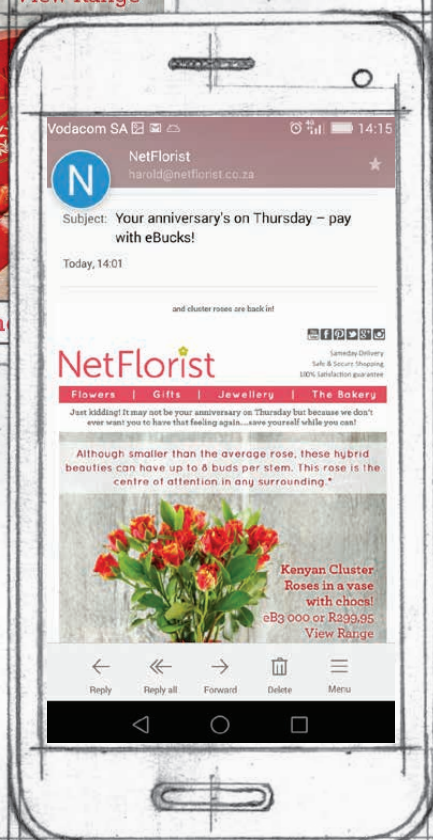 View Range
Vodacom SA 4G 14:15
N
NetFlorist
harold@netflorist.co.za
Subject: Your anniversary's on Thursday – pay
with eBucks!
Today, 14:01
and cluster roses are back in!
Sameday Delivery
Safe & Secure Shopping
100% Satisfaction guarantee
NetFlorist
Flowers | Gifts | Jewellery | The Bakery
Just kidding! It may not be your anniversary on Thursday but because we don't
ever want you to have that feeling again....save yourself while you can!
Although smaller than the average rose, these hybrid
beauties can have up to 8 buds per stem. This rose is the
centre of attention in any surrounding.*
Kenyan Cluster
Roses in a vase
with chocs!
eB3 000 or R299,95
View Range
Reply Reply all Forward Delete Menu